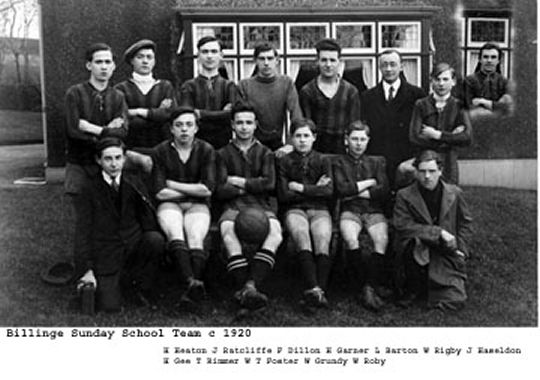 Billinge Sunday School Team c 1920
H Heaton J Ratcliffe F Dillon H Garner L Barton W Rigby J Haseldon
H Gee T Rimmer W T Foster W Grundy W Roby